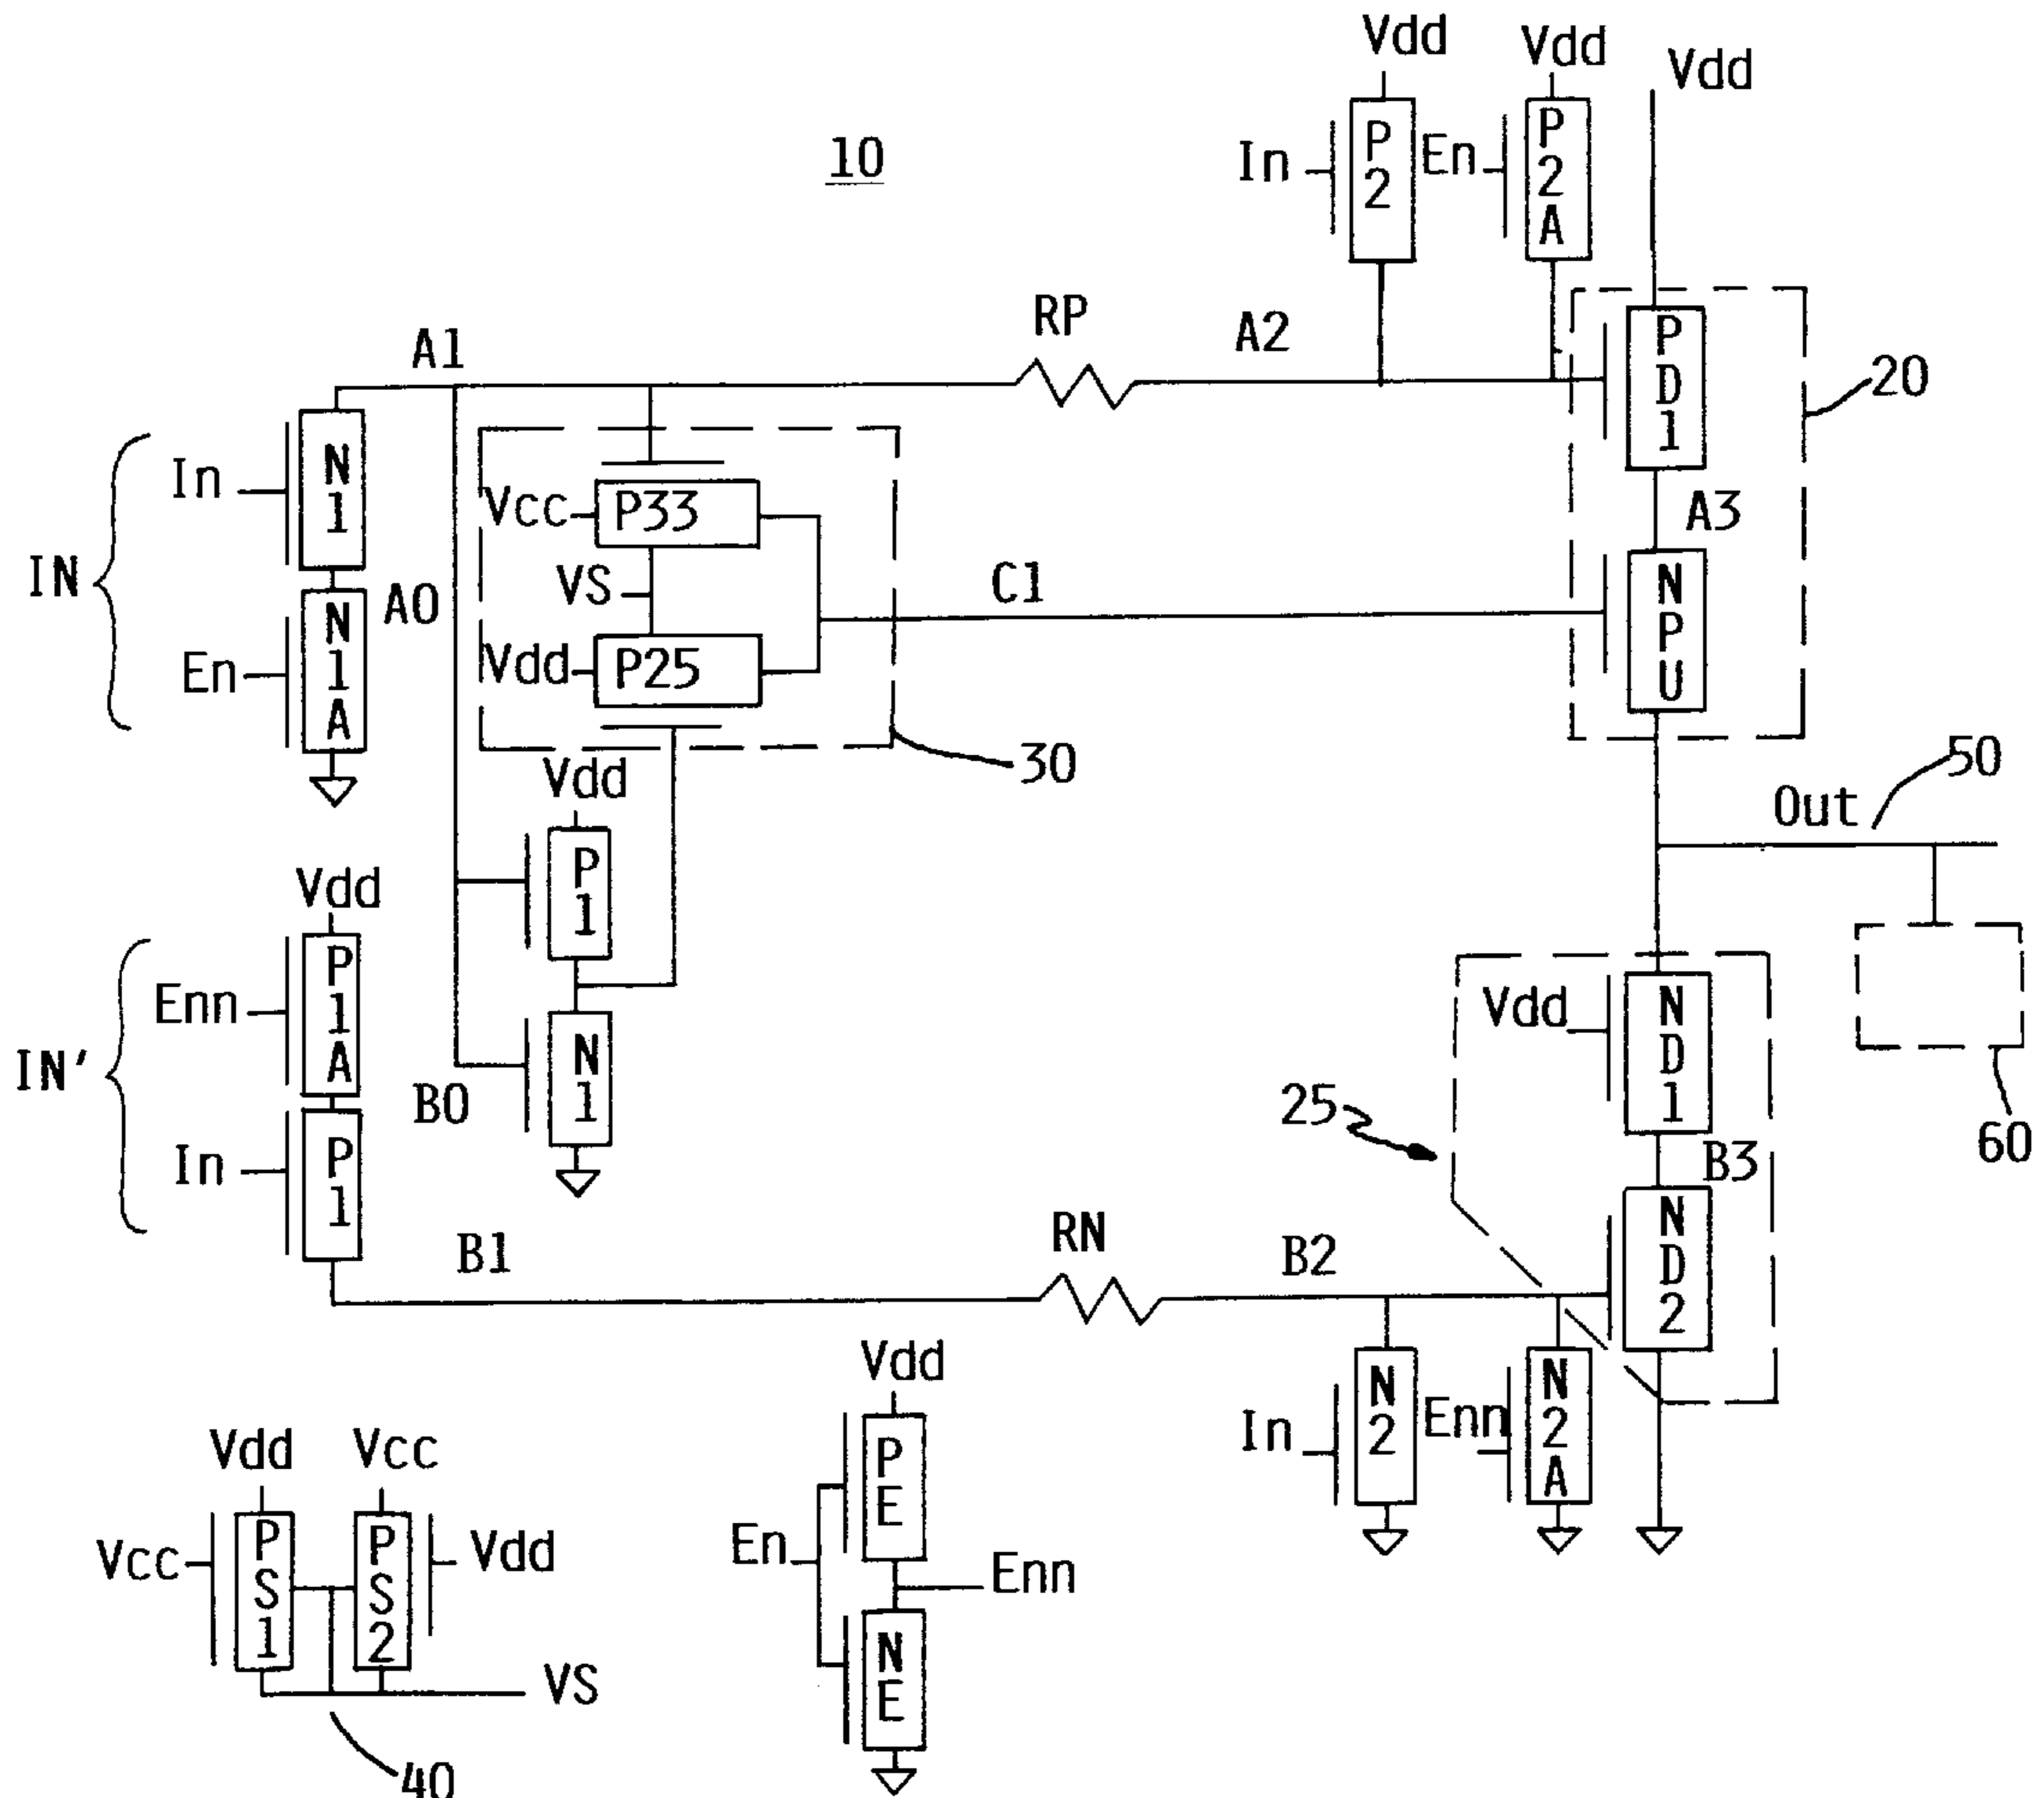 10
Vdd
Vdd
Vdd
In
P2
En
P2A
A1
RP
A2
PD1
20
IN
In
N1
A0
En
N1A
Vcc
P33
VS
Vdd
P25
C1
A3
NPU
30
Vdd
P1
B0
N1
Out
50
60
IN'
Vdd
Enn
P1A
In
P1
B1
RN
B2
25
Vdd
ND1
B3
ND2
In
N2
Enn
N2A
Vdd
Vcc
Vcc
PS1
PS2
Vdd
VS
40
Vdd
PE
En
Enn
NE